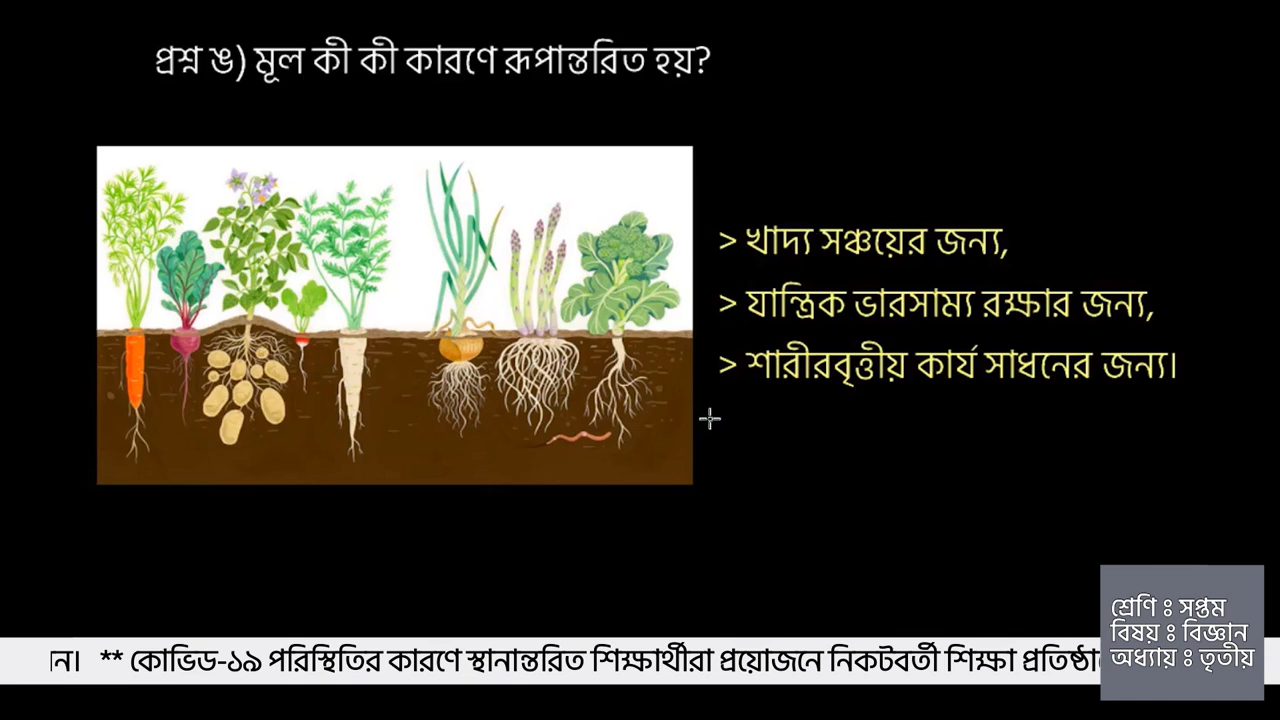 প্রশ্ন ঙ) মূল কী কী কারণে রূপান্তরিত হয়?
> খাদ্য সঞ্চয়ের জন্য,
> যান্ত্রিক ভারসাম্য রক্ষার জন্য,
> শারীরবৃত্তীয় কার্য সাধনের জন্য।
শ্রেণি ঃ সপ্তম
বিষয় ঃ বিজ্ঞান
অধ্যায় ঃ তৃতীয়
ন। ** কোভিড-১৯ পরিস্থিতির কারণে স্থানান্তরিত শিক্ষার্থীরা প্রয়োজনে নিকটবর্তী শিক্ষা